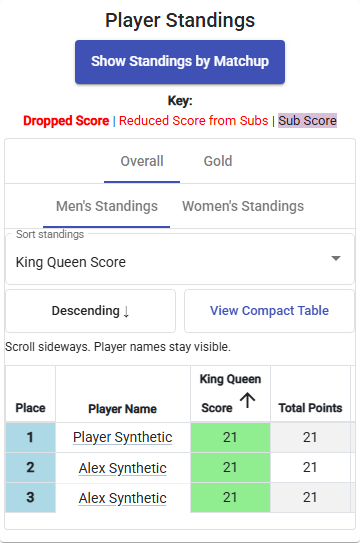 Player Standings
Show Standings by Matchup
Key:
Dropped Score | Reduced Score from Subs | Sub Score
Overall Gold
Men's Standings Women's Standings
Sort standings
King Queen Score
Descending ↓ View Compact Table
Scroll sideways. Player names stay visible.
Place Player Name King Queen Score ↑ Total Points
1 Player Synthetic 21 21
2 Alex Synthetic 21 21
3 Alex Synthetic 21 21